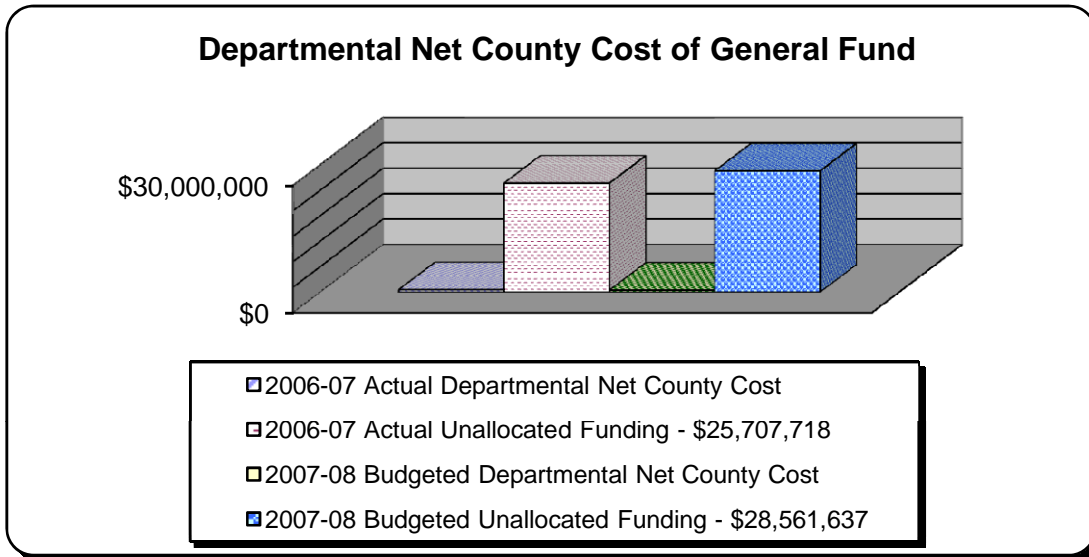 Departmental Net County Cost of General Fund
$30,000,000
$0
2006-07 Actual Departmental Net County Cost
2006-07 Actual Unallocated Funding - $25,707,718
2007-08 Budgeted Departmental Net County Cost
2007-08 Budgeted Unallocated Funding - $28,561,637